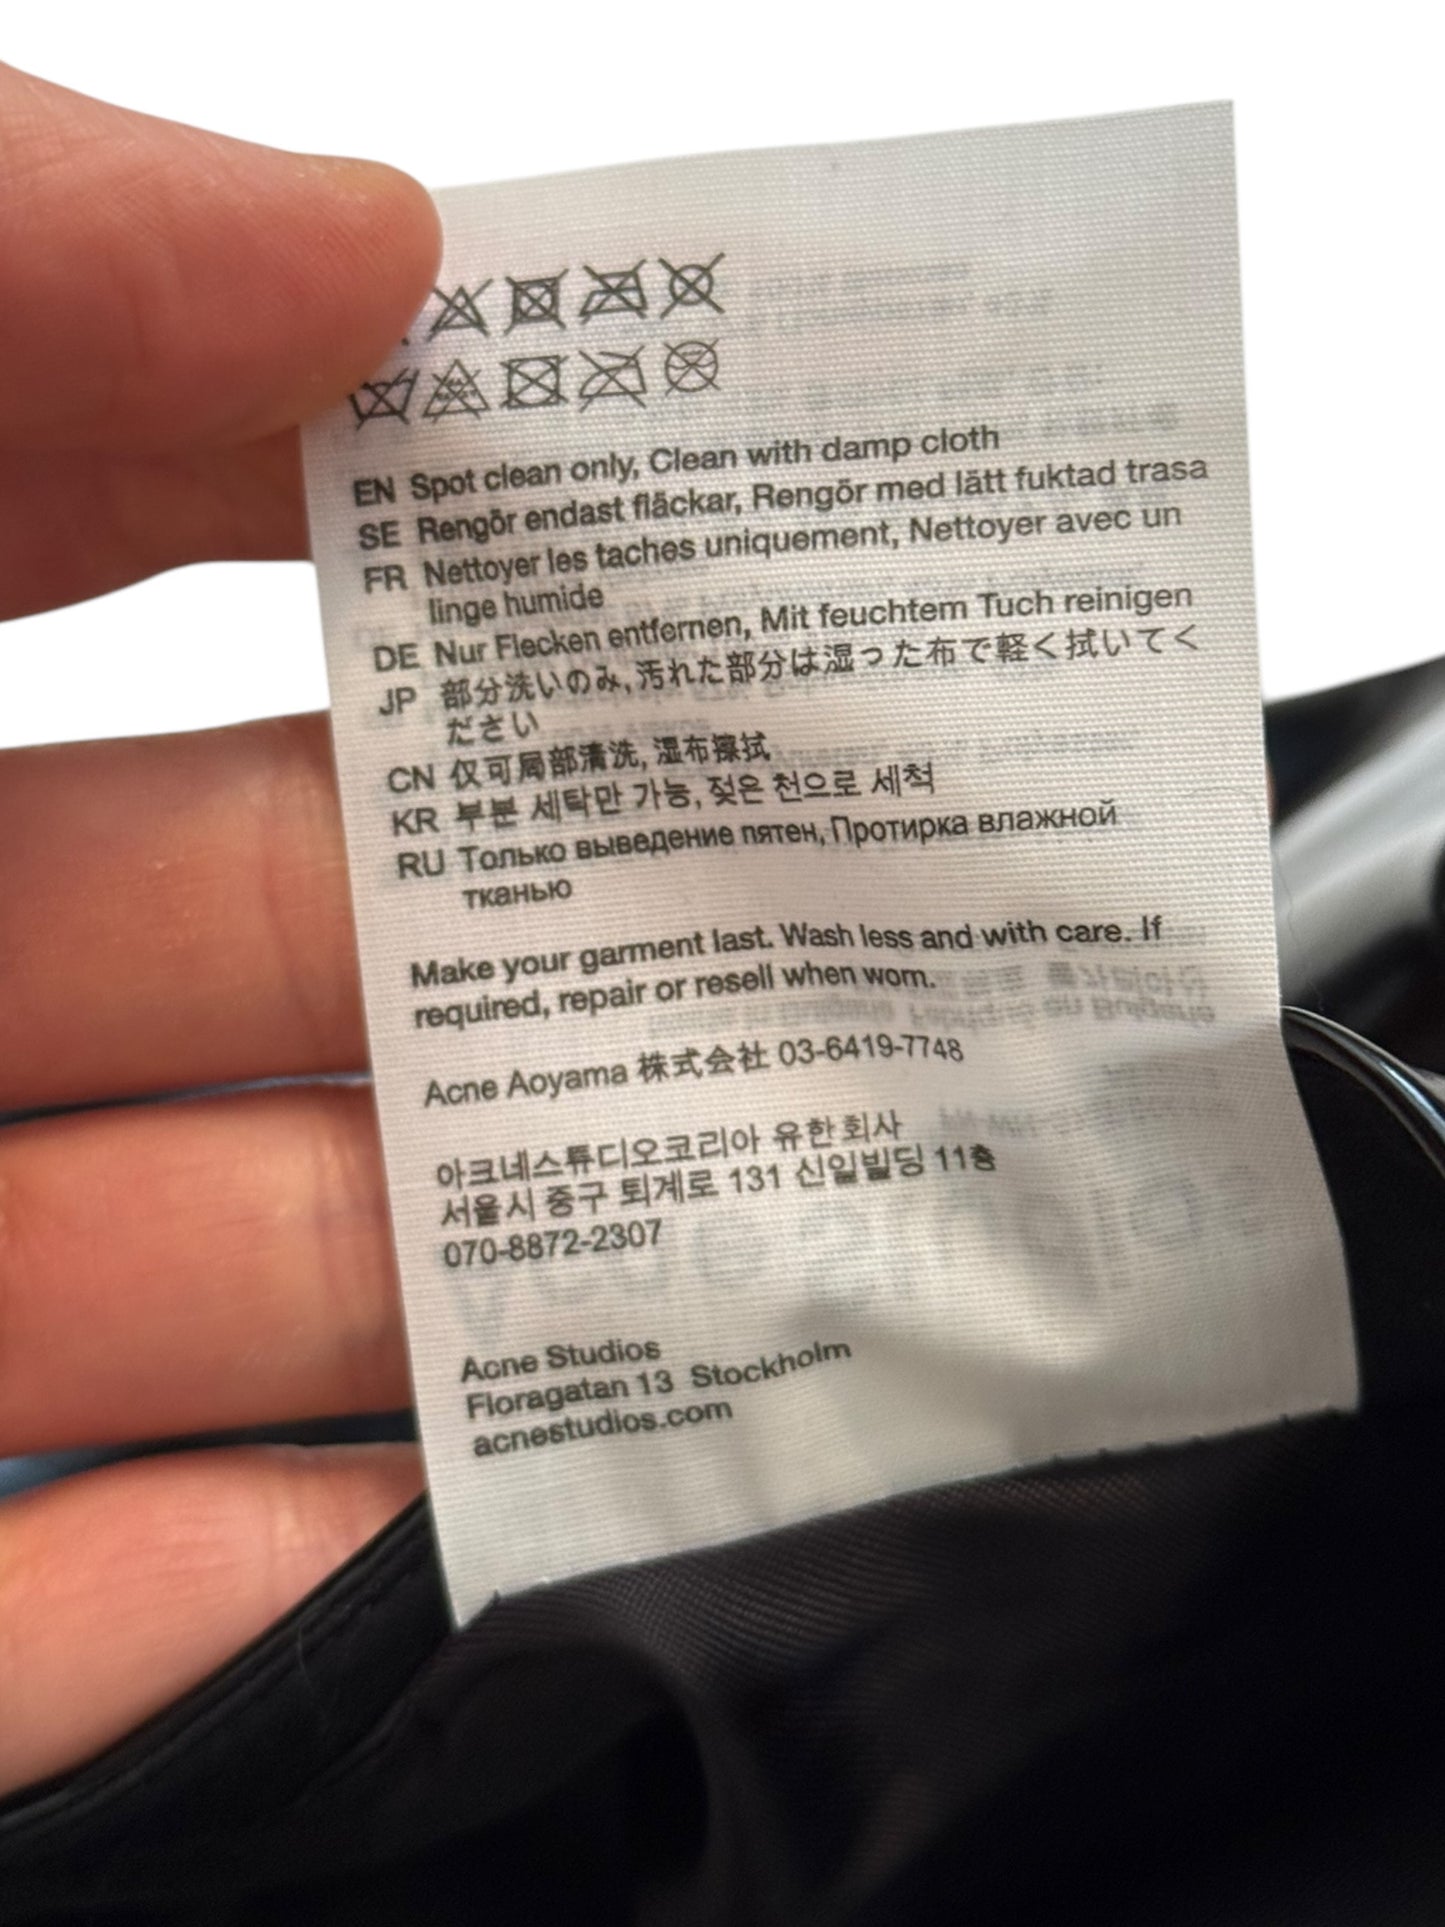 EN Spot clean only, Clean with damp cloth
SE Rengör endast fläckar, Rengör med lätt fuktad trasa
FR Nettoyer les taches uniquement, Nettoyer avec un
linge humide
DE Nur Flecken entfernen, Mit feuchtem Tuch reinigen
JP 部分洗いのみ, 汚れた部分は湿った布で軽く拭いてく
ださい
CN 仅可局部清洗, 湿布擦拭
KR 부분 세탁만 가능, 젖은 천으로 세척
RU Только выведение пятен, Протирка влажной
тканью
Make your garment last. Wash less and with care. If
required, repair or resell when worn.
Acne Aoyama 株式会社 03-6419-7748
아크네스튜디오코리아 유한회사
서울시 중구 퇴계로 131 신일빌딩 11층
070-8872-2307
Acne Studios
Floragatan 13 Stockholm
acnestudios.com